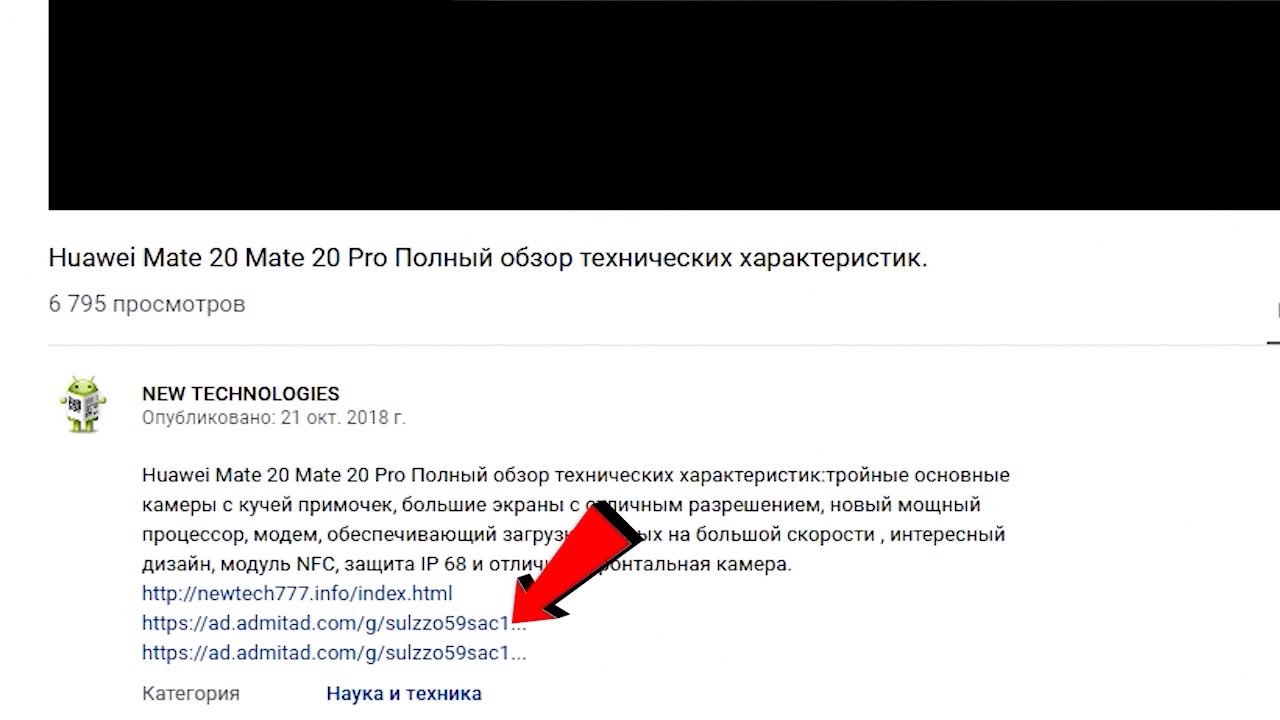 Huawei Mate 20 Mate 20 Pro Полный обзор технических характеристик.
6 795 просмотров
NEW TECHNOLOGIES
Опубликовано: 21 окт. 2018 г.
Huawei Mate 20 Mate 20 Pro Полный обзор технических характеристик:тройные основные
камеры с кучей примочек, большие экраны с отличным разрешением, новый мощный
процессор, модем, обеспечивающий на большой скорости , интересный
дизайн, модуль NFC, защита IP 68 и камера.
http://newtech777.info/index.html
https://ad.admitad.com/g/sulzzo59sac1...
https://ad.admitad.com/g/sulzzo59sac1...
Категория Наука и техника